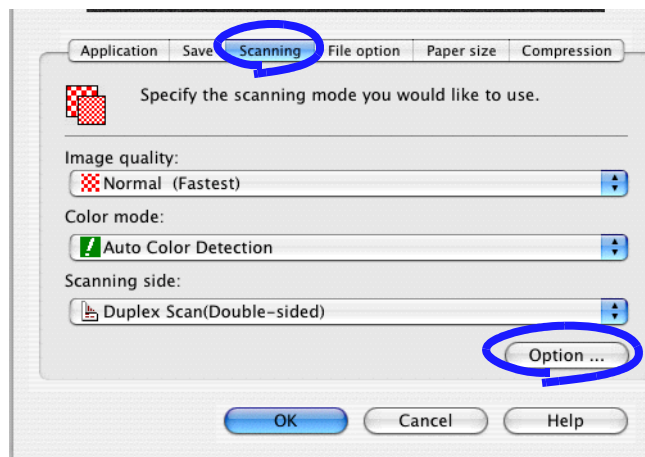 Application Save Scanning File option Paper size Compression
Specify the scanning mode you would like to use.
Image quality:
Normal (Fastest)
Color mode:
Auto Color Detection
Scanning side:
Duplex Scan(Double-sided)
Option ...
OK Cancel Help